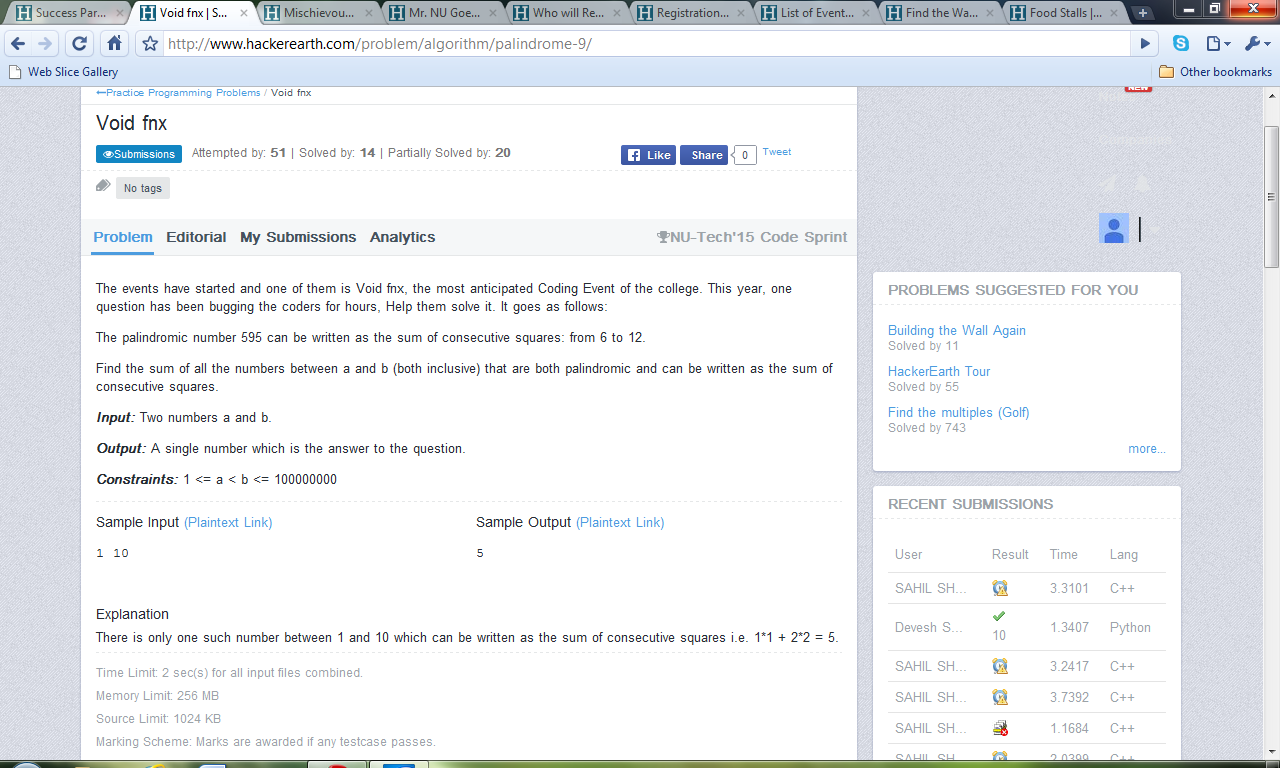 Success Par...
Void fnx | S...
Mischievou...
Mr. NU Goe...
Who will Re...
Registration...
List of Event...
Find the Wa...
Food Stalls |...
http://www.hackerearth.com/problem/algorithm/palindrome-9/
Web Slice Gallery
Other bookmarks
←Practice Programming Problems / Void fnx
NEW
Void fnx
Submissions
Attempted by: 51 | Solved by: 14 | Partially Solved by: 20
Like
Share
0
Tweet
No tags
Problem
Editorial
My Submissions
Analytics
NU-Tech'15 Code Sprint
The events have started and one of them is Void fnx, the most anticipated Coding Event of the college. This year, one
question has been bugging the coders for hours, Help them solve it. It goes as follows:
The palindromic number 595 can be written as the sum of consecutive squares: from 6 to 12.
Find the sum of all the numbers between a and b (both inclusive) that are both palindromic and can be written as the sum of
consecutive squares.
Input: Two numbers a and b.
Output: A single number which is the answer to the question.
Constraints: 1 <= a < b <= 100000000
Sample Input (Plaintext Link)
Sample Output (Plaintext Link)
1 10
5
Explanation
There is only one such number between 1 and 10 which can be written as the sum of consecutive squares i.e. 1*1 + 2*2 = 5.
Time Limit: 2 sec(s) for all input files combined.
Memory Limit: 256 MB
Source Limit: 1024 KB
Marking Scheme: Marks are awarded if any testcase passes.
PROBLEMS SUGGESTED FOR YOU
Building the Wall Again
Solved by 11
HackerEarth Tour
Solved by 55
Find the multiples (Golf)
Solved by 743
more...
RECENT SUBMISSIONS
User Result Time Lang
SAHIL SH... 3.3101 C++
Devesh S... 10 1.3407 Python
SAHIL SH... 3.2417 C++
SAHIL SH... 3.7392 C++
SAHIL SH... 1.1684 C++
SAHIL SH... 2.0399 C++